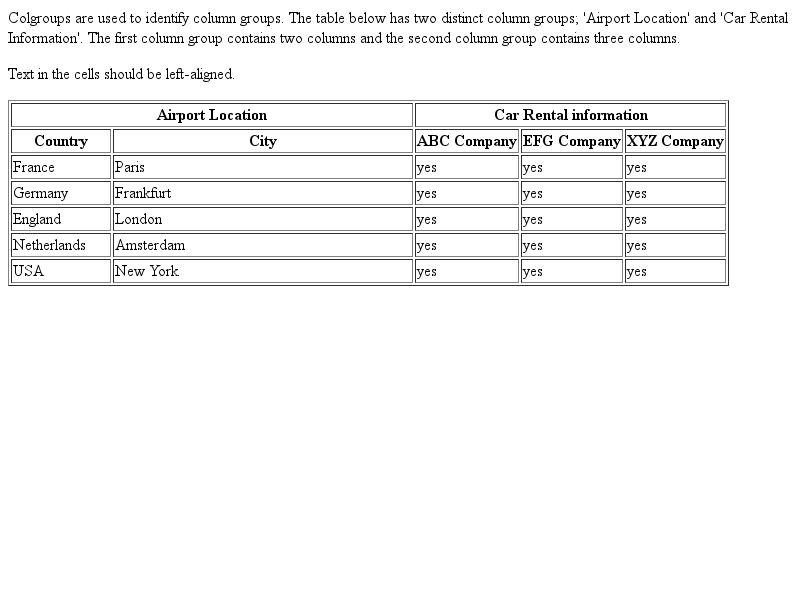 Colgroups are used to identify column groups. The table below has two distinct column groups; 'Airport Location' and 'Car Rental
Information'. The first column group contains two columns and the second column group contains three columns.
Text in the cells should be left-aligned.
Airport Location Car Rental information
Country City ABC Company EFG Company XYZ Company
France Paris yes yes yes
Germany Frankfurt yes yes yes
England London yes yes yes
Netherlands Amsterdam yes yes yes
USA New York yes yes yes